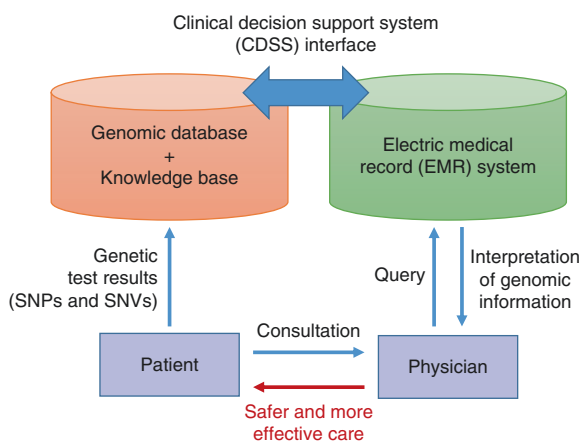 Clinical decision support system
(CDSS) interface
Genomic database
+
Knowledge base
Electric medical
record (EMR) system
Genetic
test results
(SNPs and SNVs)
Query
Interpretation
of genomic
information
Patient
Consultation
Physician
Safer and more
effective care